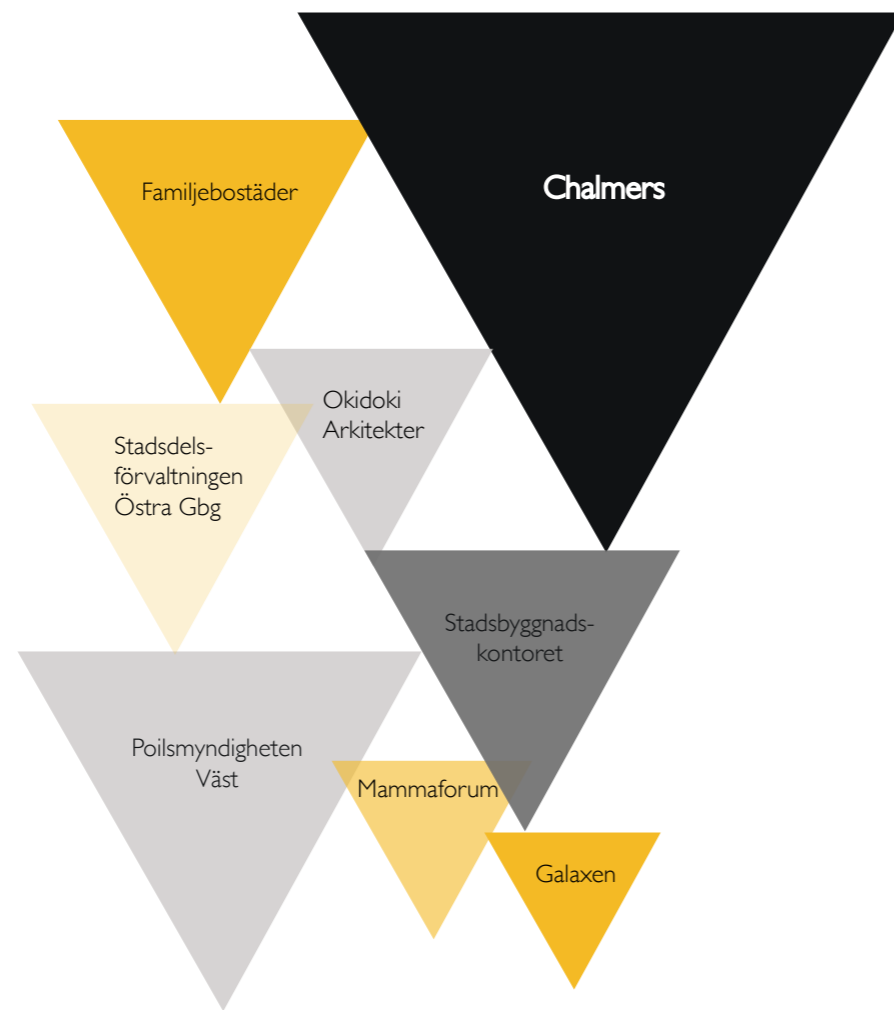 Chalmers
Familjebostäder
Okidoki
Arkitekter
Stadsdels-
förvaltningen
Östra Gbg
Stadsbyggnads-
kontoret
Poilsmyndigheten
Väst
Mammaforum
Galaxen